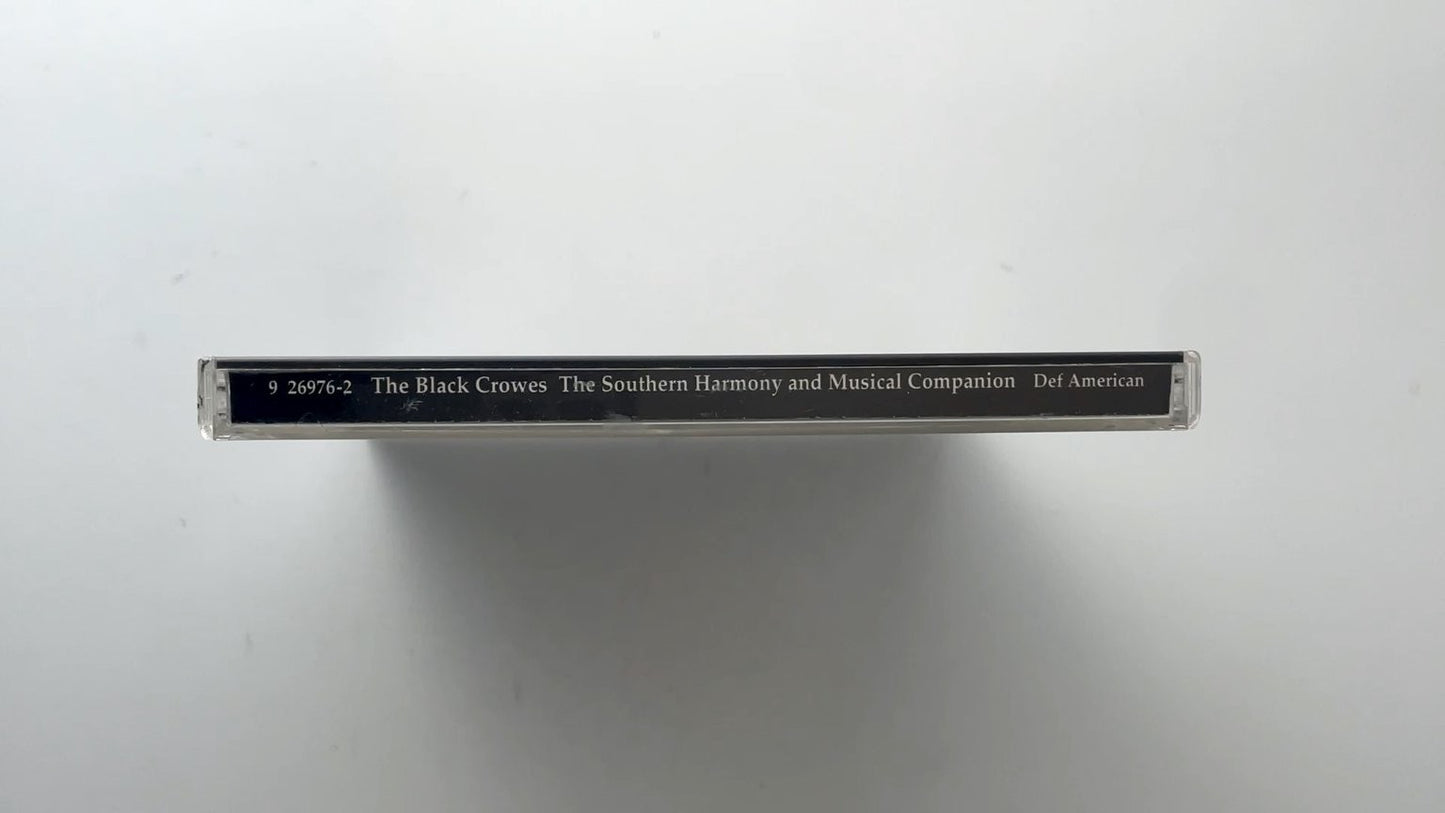 9 26976-2 The Black Crowes The Southern Harmony and Musical Companion Def American